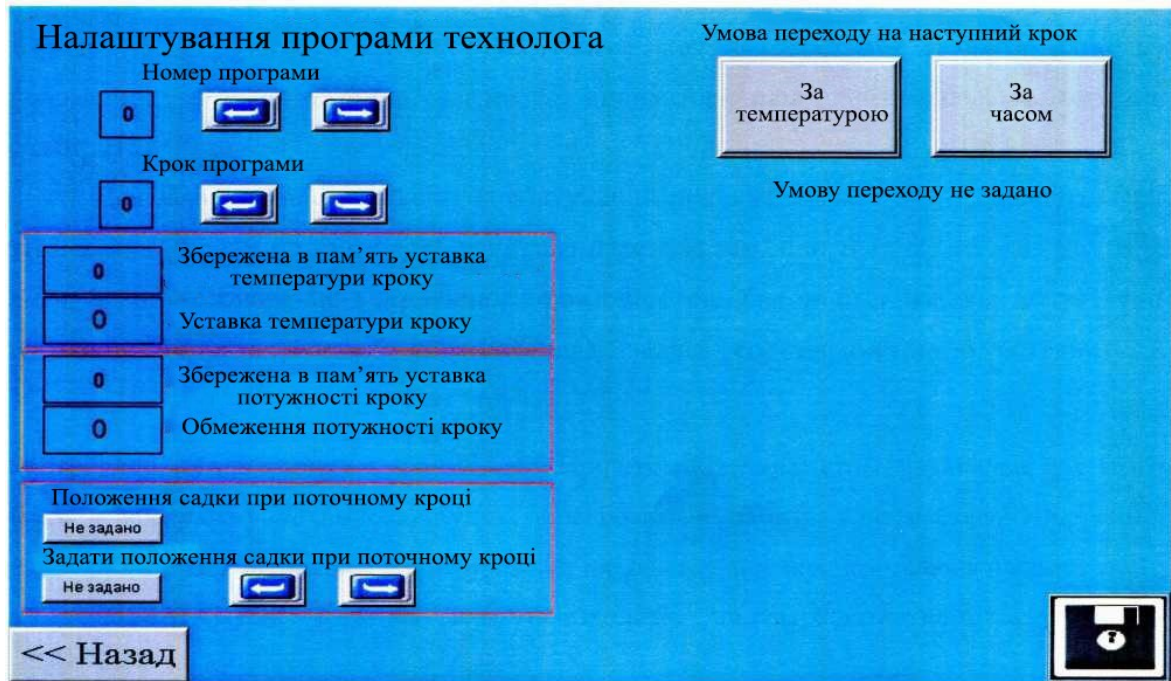 Налаштування програми технолога
Номер програми
0
Крок програми
0
0
Збережена в пам’ять уставка
температури кроку
0
Уставка температури кроку
0
Збережена в пам’ять уставка
потужності кроку
0
Обмеження потужності кроку
Положення садки при поточному кроці
Не задано
Задати положення садки при поточному кроці
Не задано
<< Назад
Умова переходу на наступний крок
За
температурою
За
часом
Умову переходу не задано